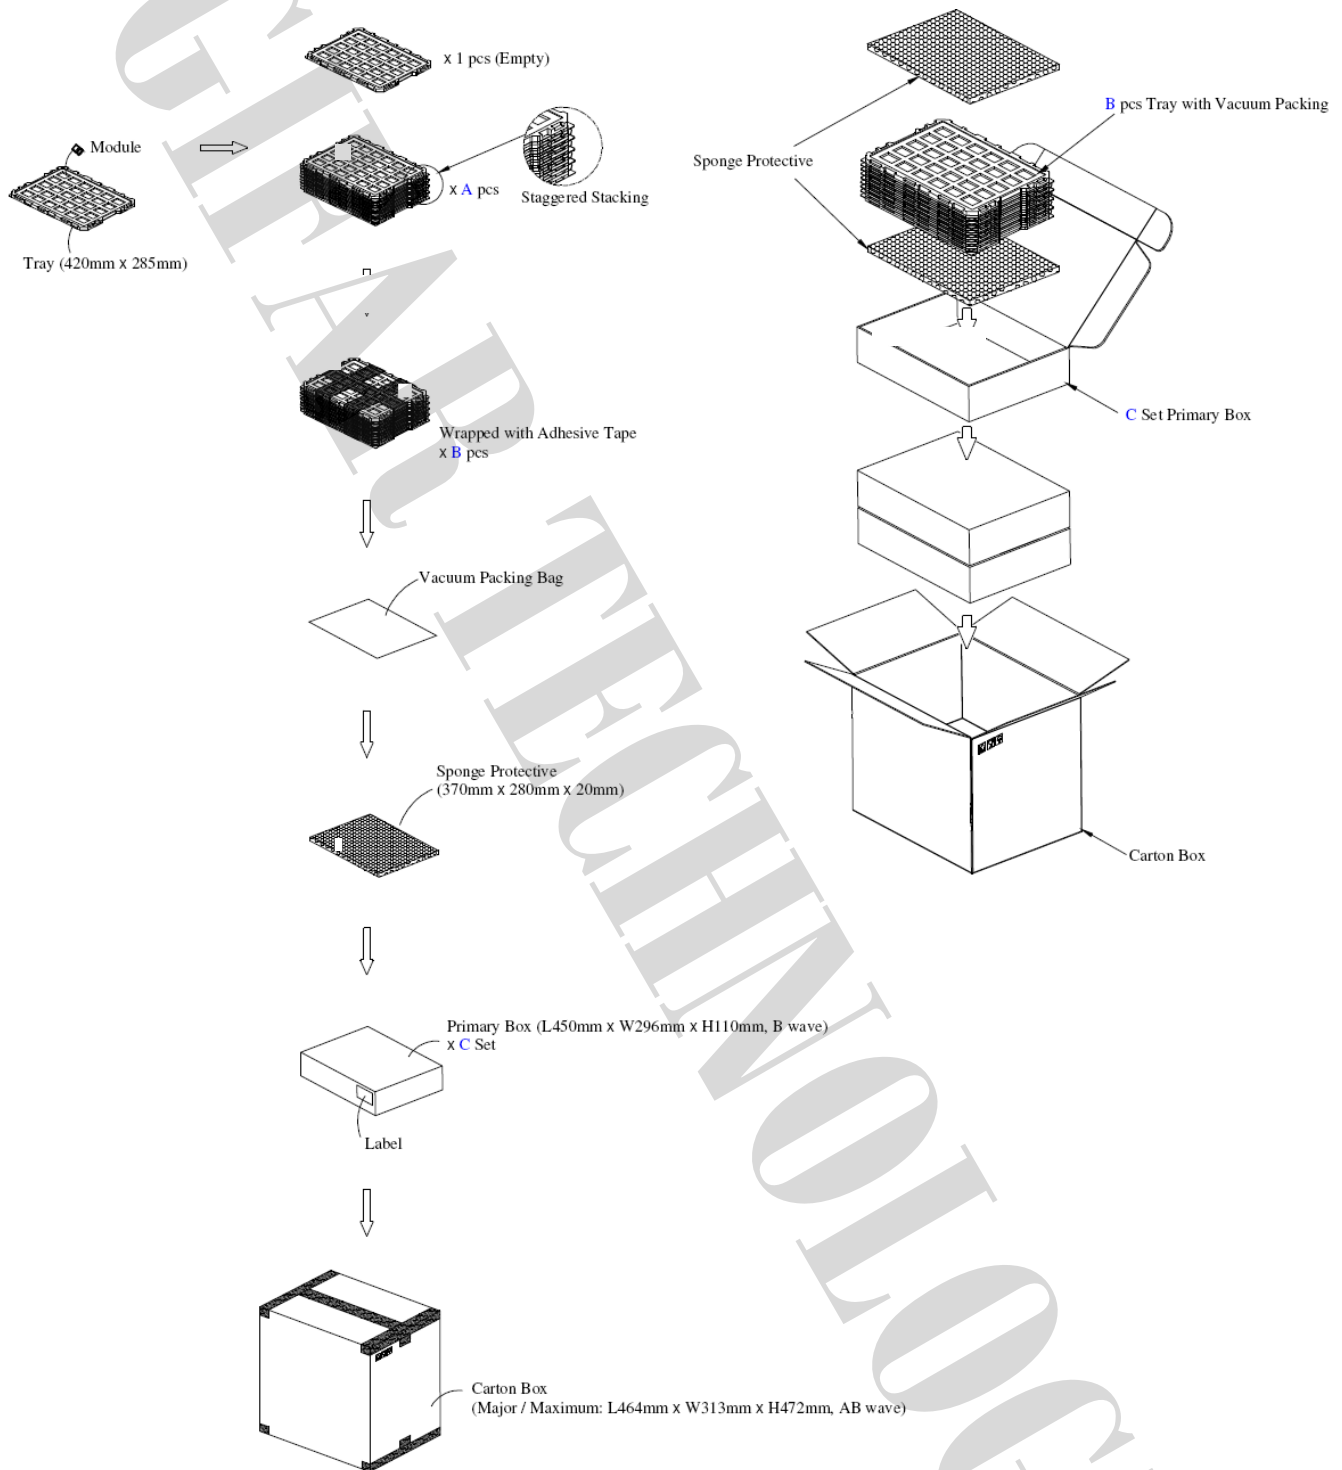 x 1 pcs (Empty)
Module
x A pcs
Staggered Stacking
Tray (420mm x 285mm)
Wrapped with Adhesive Tape
x B pcs
Vacuum Packing Bag
Sponge Protective
(370mm x 280mm x 20mm)
Primary Box (L450mm x W296mm x H110mm, B wave)
x C Set
Label
Carton Box
(Major / Maximum: L464mm x W313mm x H472mm, AB wave)
B pcs Tray with Vacuum Packing
Sponge Protective
C Set Primary Box
Carton Box
TECHNOLOG